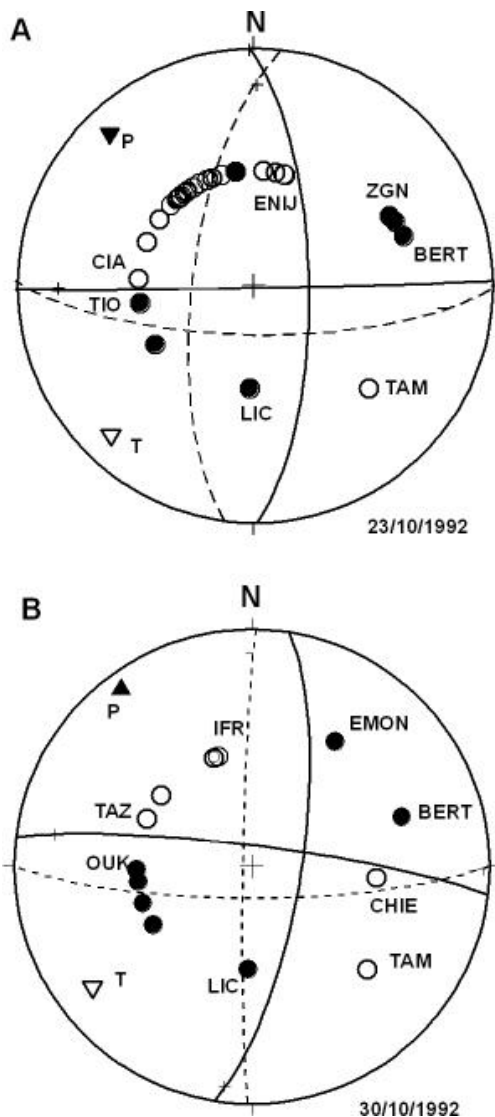 A
N
P
ENIJ
ZGN
BERT
CIA
TIO
LIC
TAM
T
23/10/1992
B
N
P
IFR
EMON
TAZ
BERT
OUK
CHIE
TAM
T
LIC
30/10/1992